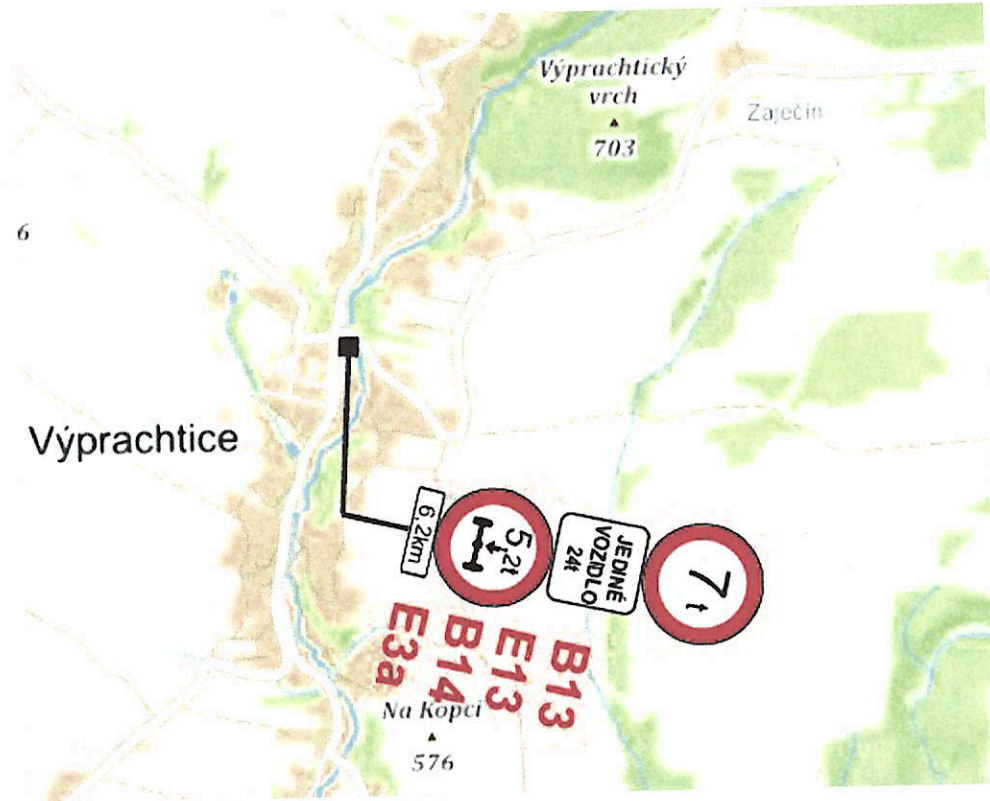 Výprachtický
vrch
703
Zaječín
6
Výprachtice
7t
JEDINÉ
VOZIDLO
24t
5,2t
6,2km
B13
E13
B14
E3a
Na Kopci
576